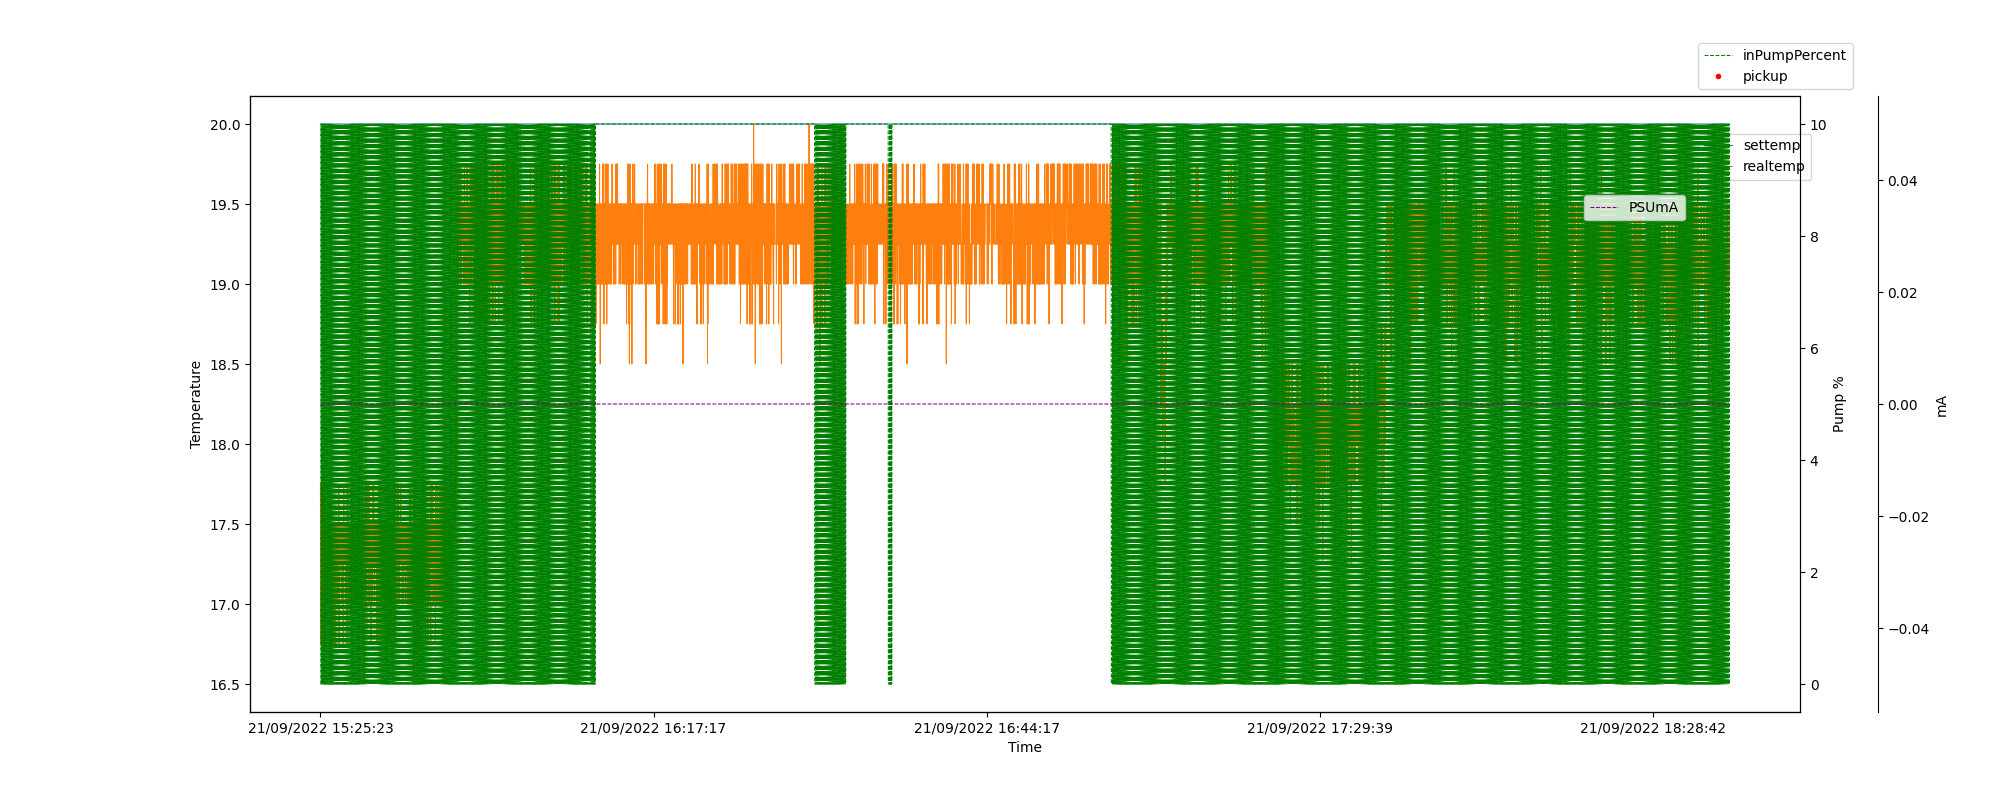 inPumpPercent
pickup
20.0
19.5
19.0
18.5
18.0
17.5
17.0
16.5
Temperature
settemp
realtemp
PSUmA
10
8
6
4
2
0
Pump %
0.04
0.02
0.00
−0.02
−0.04
mA
21/09/2022 15:25:23
21/09/2022 16:17:17
21/09/2022 16:44:17
21/09/2022 17:29:39
21/09/2022 18:28:42
Time